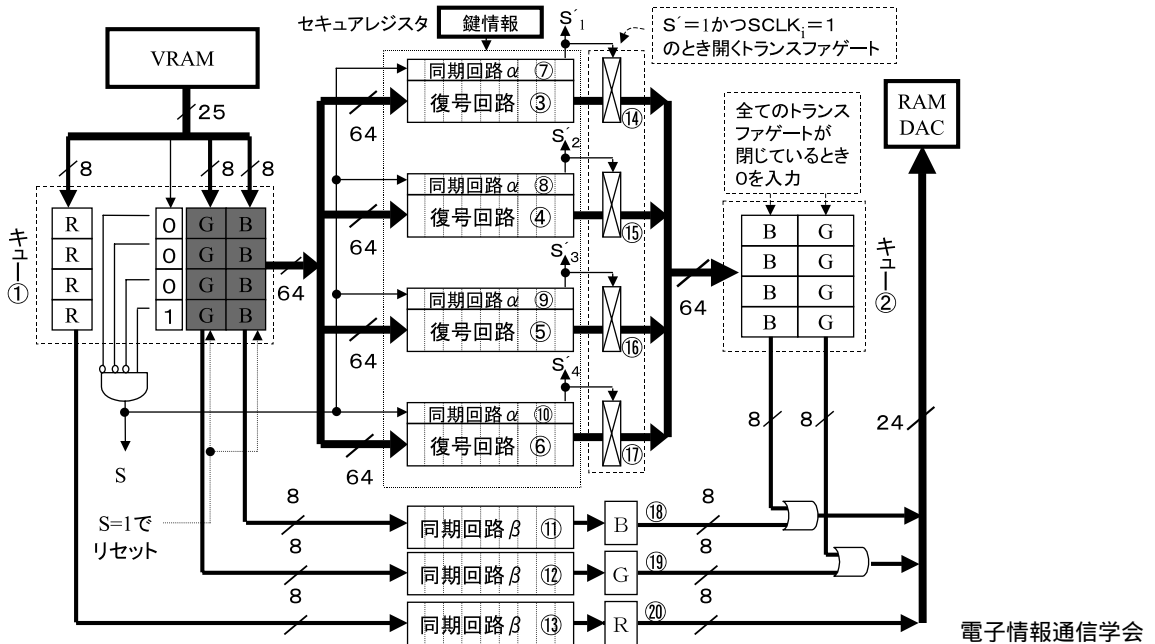 セキュアレジスタ
鍵情報
S´1
S´=1かつSCLKi=1
のとき開くトランスファゲート
VRAM
25
8
8
8
キュー①
R
R
R
R
0
0
0
1
G B
G B
G B
G B
64
S
S=1で
リセット
64
同期回路α ⑦
復号回路 ③
⑭
S´2
64
同期回路α ⑧
復号回路 ④
⑮
S´3
64
同期回路α ⑨
復号回路 ⑤
⑯
S´4
64
同期回路α ⑩
復号回路 ⑥
⑰
64
全てのトランス
ファゲートが
閉じているとき
0を入力
B G
B G
B G
B G
キュー②
RAM
DAC
8
8
24
8
同期回路β ⑪
B
⑱
8
8
同期回路β ⑫
G
⑲
8
8
同期回路β ⑬
R
⑳
8
電子情報通信学会